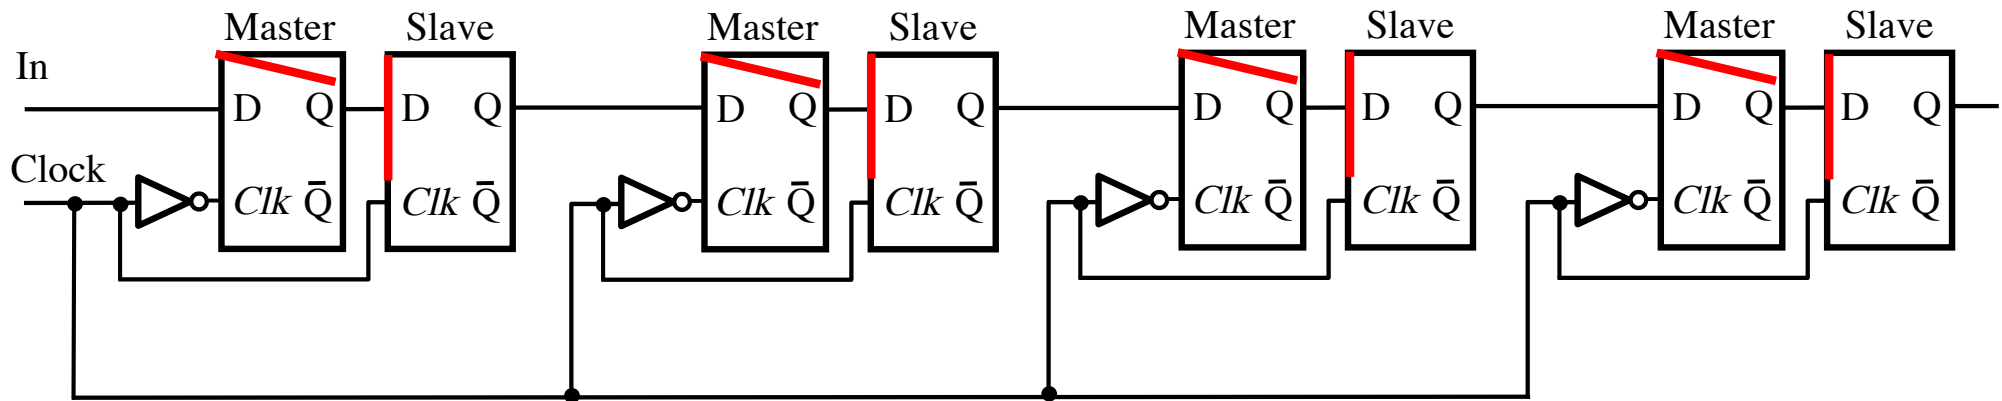 Master Slave Master Slave Master Slave Master Slave
In
D Q D Q D Q D Q D Q D Q D Q D Q
Clock
Clk Q̄ Clk Q̄ Clk Q̄ Clk Q̄ Clk Q̄ Clk Q̄ Clk Q̄ Clk Q̄